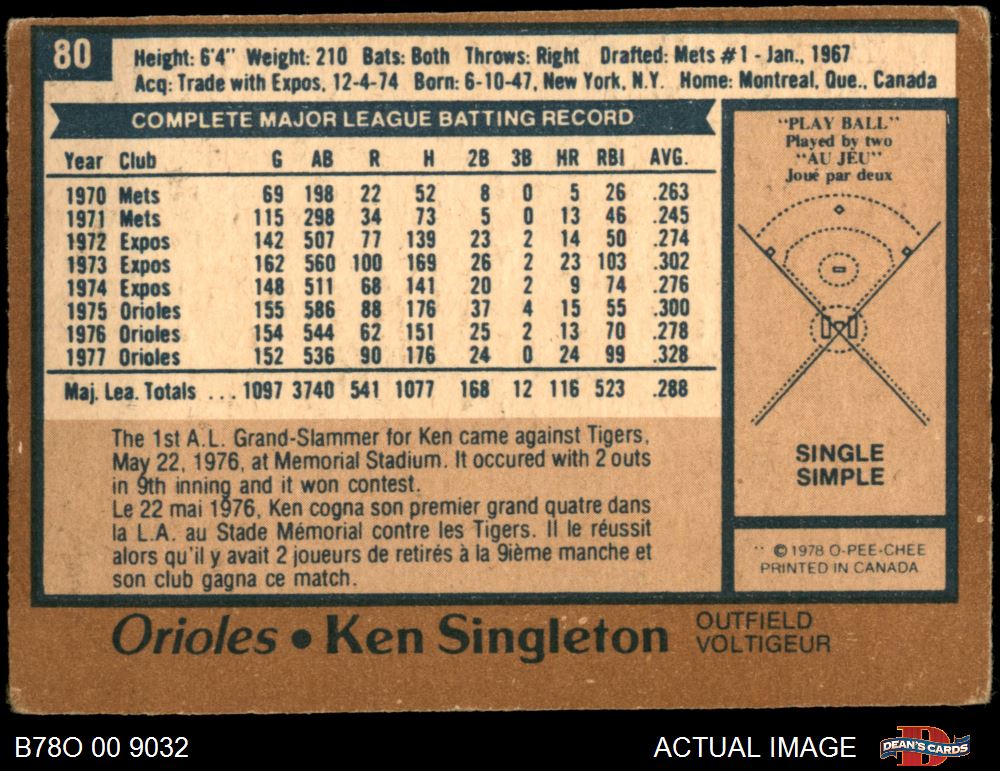 80
Height: 6'4" Weight: 210 Bats: Both Throws: Right Drafted: Mets #1 - Jan., 1967
Acq: Trade with Expos, 12-4-74 Born: 6-10-47, New York, N.Y. Home: Montreal, Que., Canada
COMPLETE MAJOR LEAGUE BATTING RECORD
Year Club G AB R H 2B 3B HR RBI AVG.
1970 Mets 69 198 22 52 8 0 5 26 .263
1971 Mets 115 298 34 73 5 0 13 46 .245
1972 Expos 142 507 77 139 23 2 14 50 .274
1973 Expos 162 560 100 169 26 2 23 103 .302
1974 Expos 148 511 68 141 20 2 9 74 .276
1975 Orioles 155 586 88 176 37 4 15 55 .300
1976 Orioles 154 544 62 151 25 2 13 70 .278
1977 Orioles 152 536 90 176 24 0 24 99 .328
Maj. Lea. Totals ... 1097 3740 541 1077 168 12 116 523 .288
The 1st A.L. Grand-Slammer for Ken came against Tigers,
May 22, 1976, at Memorial Stadium. It occured with 2 outs
in 9th inning and it won contest.
Le 22 mai 1976, Ken cogna son premier grand quatre dans
la L.A. au Stade Mémorial contre les Tigers. Il le réussit
alors qu'il y avait 2 joueurs de retirés à la 9ième manche et
son club gagna ce match.
"PLAY BALL"
Played by two
"AU JEU"
Joué par deux
SINGLE
SIMPLE
© 1978 O-PEE-CHEE
PRINTED IN CANADA
Orioles • Ken Singleton
OUTFIELD
VOLTIGEUR
B78O 00 9032
ACTUAL IMAGE
DEAN'S CARDS